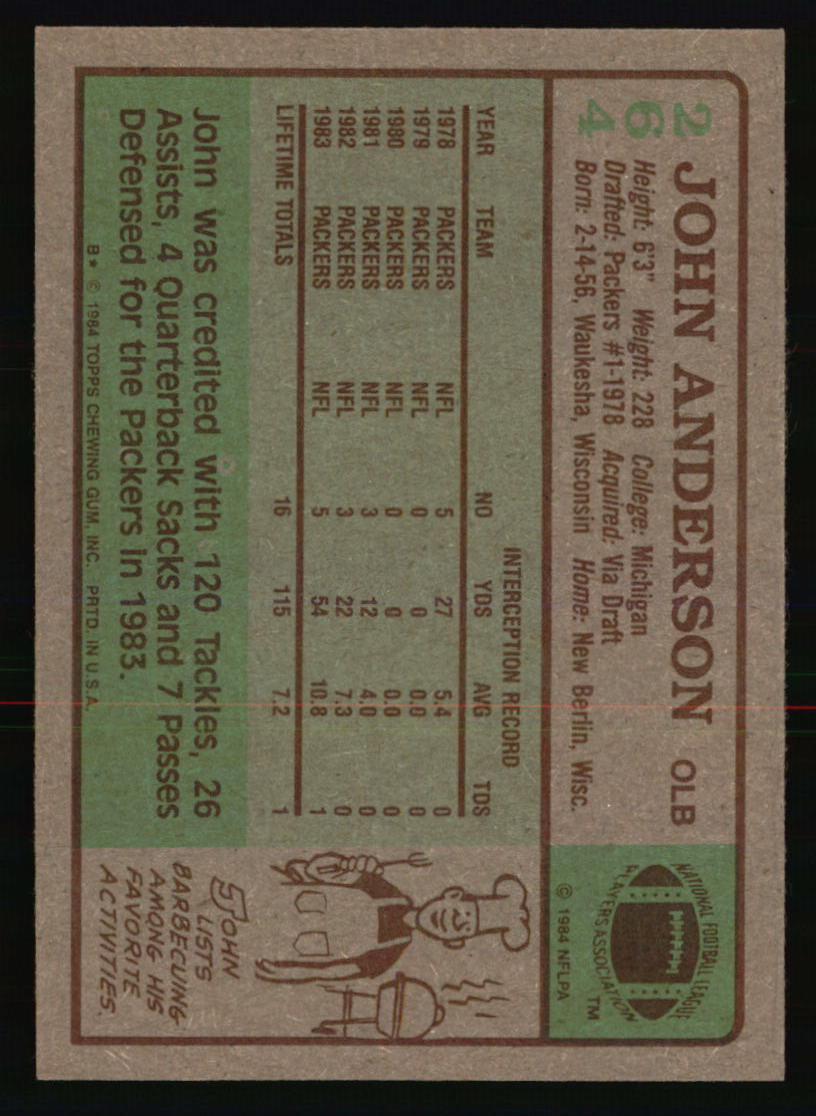 264
JOHN ANDERSON OLB
Height: 6'3" Weight: 228 College: Michigan
Drafted: Packers #1-1978 Acquired: Via Draft
Born: 2-14-56, Waukesha, Wisconsin Home: New Berlin, Wisc.
NATIONAL FOOTBALL LEAGUE
PLAYERS ASSOCIATION
TM
© 1984 NFLPA
INTERCEPTION RECORD
YEAR TEAM NO YDS AVG TDS
1978 PACKERS NFL 5 27 5.4 0
1979 PACKERS NFL 0 0 0.0 0
1980 PACKERS NFL 0 0 0.0 0
1981 PACKERS NFL 3 12 4.0 0
1982 PACKERS NFL 3 22 7.3 0
1983 PACKERS NFL 5 54 10.8 1
LIFETIME TOTALS 16 115 7.2 1
John was credited with 120 Tackles, 26
Assists, 4 Quarterback Sacks and 7 Passes
Defensed for the Packers in 1983.
B* © 1984 TOPPS CHEWING GUM, INC. PRTD. IN U.S.A.
JOHN
LISTS
BARBECUING
AMONG HIS
FAVORITE
ACTIVITIES.